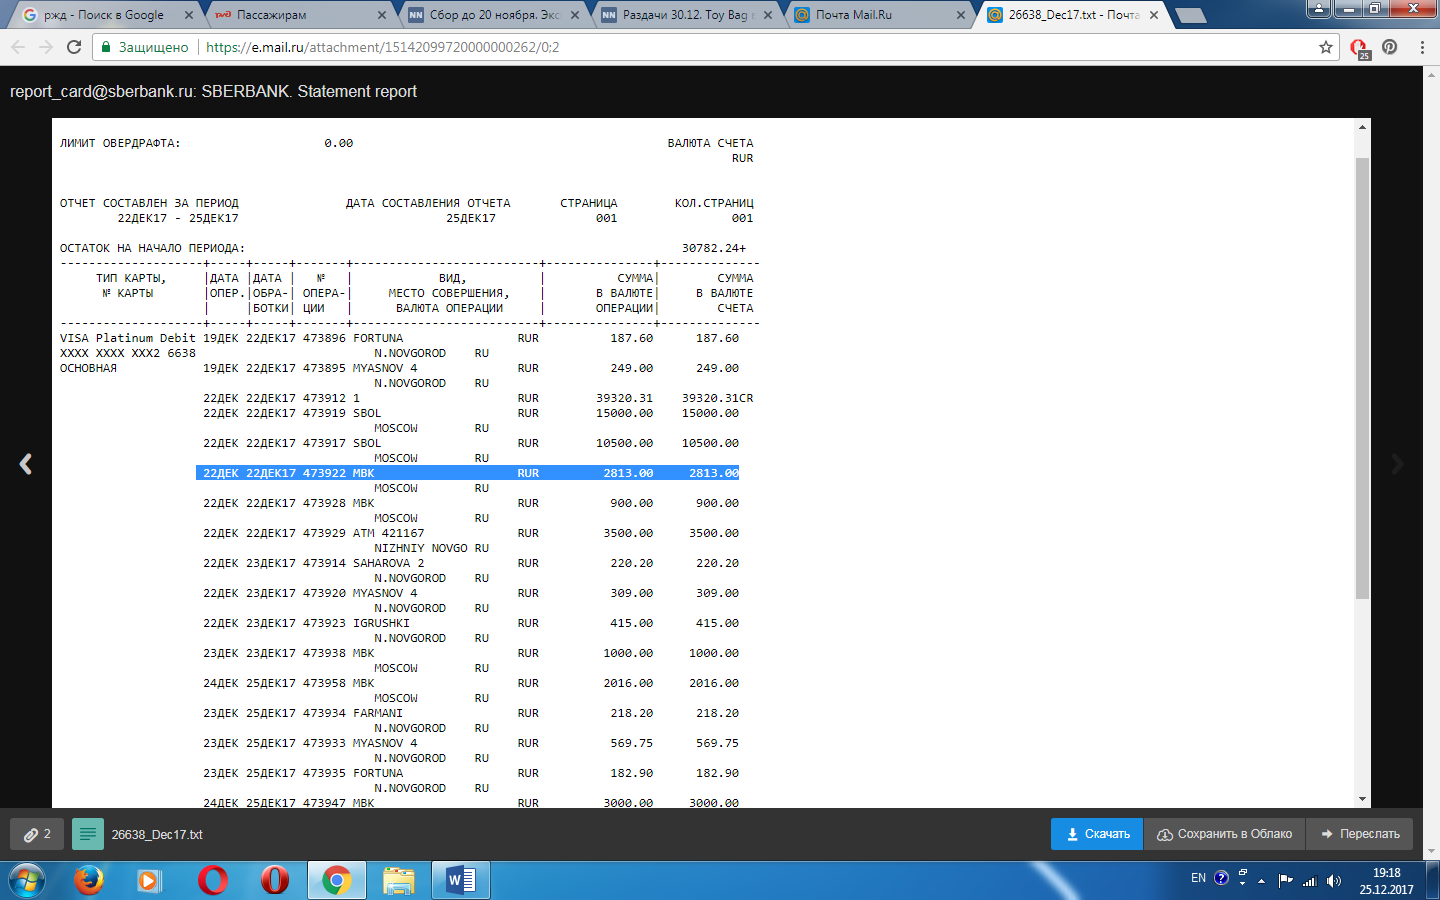 ржд - Поиск в Google
Пассажирам
Сбор до 20 ноября. Экс
Раздачи 30.12. Toy Bag
Почта Mail.Ru
26638_Dec17.txt - Почта
Защищено https://e.mail.ru/attachment/15142099720000000262/0;2
25
report_card@sberbank.ru: SBERBANK. Statement report
ЛИМИТ ОВЕРДРАФТА: 0.00 ВАЛЮТА СЧЕТА
RUR
ОТЧЕТ СОСТАВЛЕН ЗА ПЕРИОД ДАТА СОСТАВЛЕНИЯ ОТЧЕТА СТРАНИЦА КОЛ.СТРАНИЦ
22ДЕК17 - 25ДЕК17 25ДЕК17 001 001
ОСТАТОК НА НАЧАЛО ПЕРИОДА: 30782.24+
--------------------+-----+-----+-------+--------------------------+---------------+--------------
ТИП КАРТЫ, |ДАТА |ДАТА | № | ВИД, | СУММА| СУММА
№ КАРТЫ |ОПЕР.|ОБРА-| ОПЕРА-| МЕСТО СОВЕРШЕНИЯ, | В ВАЛЮТЕ| В ВАЛЮТЕ
| |БОТКИ| ЦИИ | ВАЛЮТА ОПЕРАЦИИ | ОПЕРАЦИИ| СЧЕТА
--------------------+-----+-----+-------+--------------------------+---------------+--------------
VISA Platinum Debit 19ДЕК 22ДЕК17 473896 FORTUNA RUR 187.60 187.60
XXXX XXXX XXX2 6638 N.NOVGOROD RU
ОСНОВНАЯ 19ДЕК 22ДЕК17 473895 MYASNOV 4 RUR 249.00 249.00
N.NOVGOROD RU
22ДЕК 22ДЕК17 473912 1 RUR 39320.31 39320.31CR
22ДЕК 22ДЕК17 473919 SBOL RUR 15000.00 15000.00
MOSCOW RU
22ДЕК 22ДЕК17 473917 SBOL RUR 10500.00 10500.00
MOSCOW RU
22ДЕК 22ДЕК17 473922 MBK RUR 2813.00 2813.00
MOSCOW RU
22ДЕК 22ДЕК17 473928 MBK RUR 900.00 900.00
MOSCOW RU
22ДЕК 22ДЕК17 473929 ATM 421167 RUR 3500.00 3500.00
NIZHNIY NOVGO RU
22ДЕК 23ДЕК17 473914 SAHAROVA 2 RUR 220.20 220.20
N.NOVGOROD RU
22ДЕК 23ДЕК17 473920 MYASNOV 4 RUR 309.00 309.00
N.NOVGOROD RU
22ДЕК 23ДЕК17 473923 IGRUSHKI RUR 415.00 415.00
N.NOVGOROD RU
23ДЕК 23ДЕК17 473938 MBK RUR 1000.00 1000.00
MOSCOW RU
24ДЕК 25ДЕК17 473958 MBK RUR 2016.00 2016.00
MOSCOW RU
23ДЕК 25ДЕК17 473934 FARMANI RUR 218.20 218.20
N.NOVGOROD RU
23ДЕК 25ДЕК17 473933 MYASNOV 4 RUR 569.75 569.75
N.NOVGOROD RU
23ДЕК 25ДЕК17 473935 FORTUNA RUR 182.90 182.90
N.NOVGOROD RU
24ДЕК 25ДЕК17 473947 MBK RUR 3000.00 3000.00
2 26638_Dec17.txt Скачать Сохранить в Облако Переслать
EN 19:18
25.12.2017